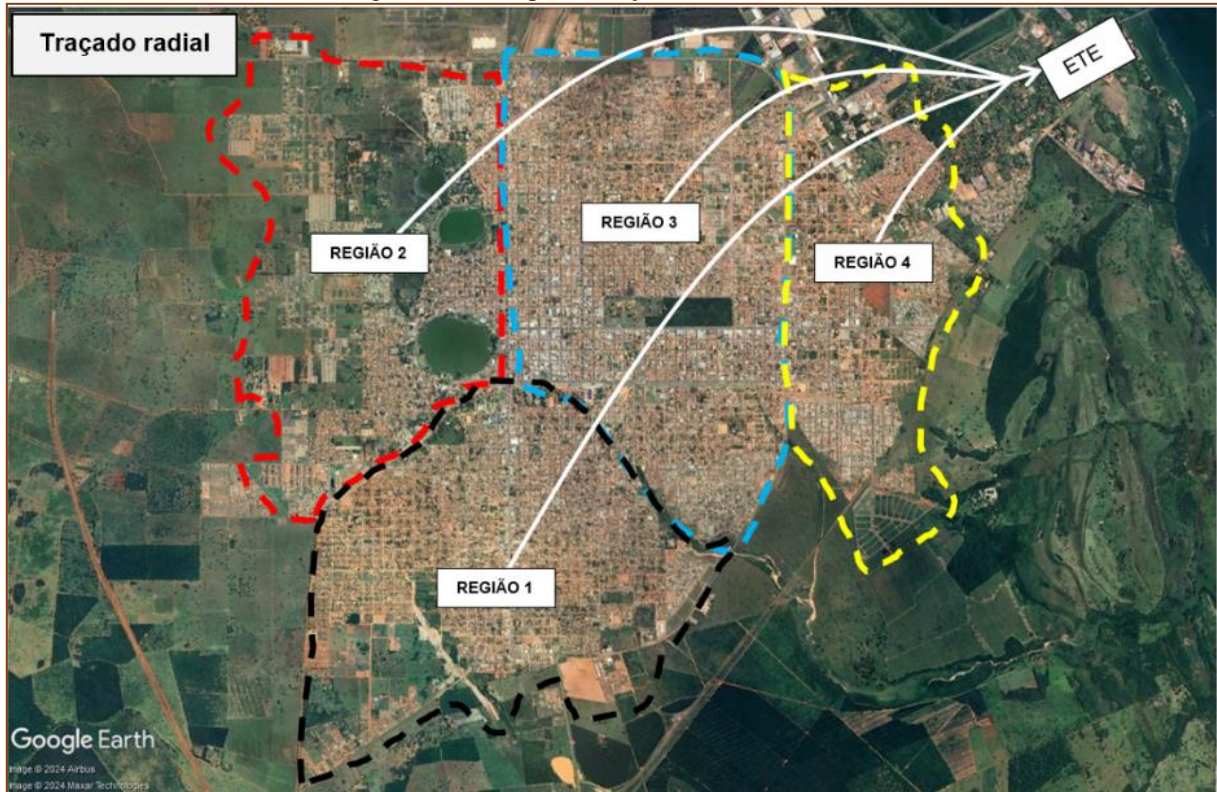 Traçado radial
ETE
REGIÃO 3
REGIÃO 2
REGIÃO 4
REGIÃO 1
Google Earth
Image © 2024 Airbus
Image © 2024 Maxar Technologies